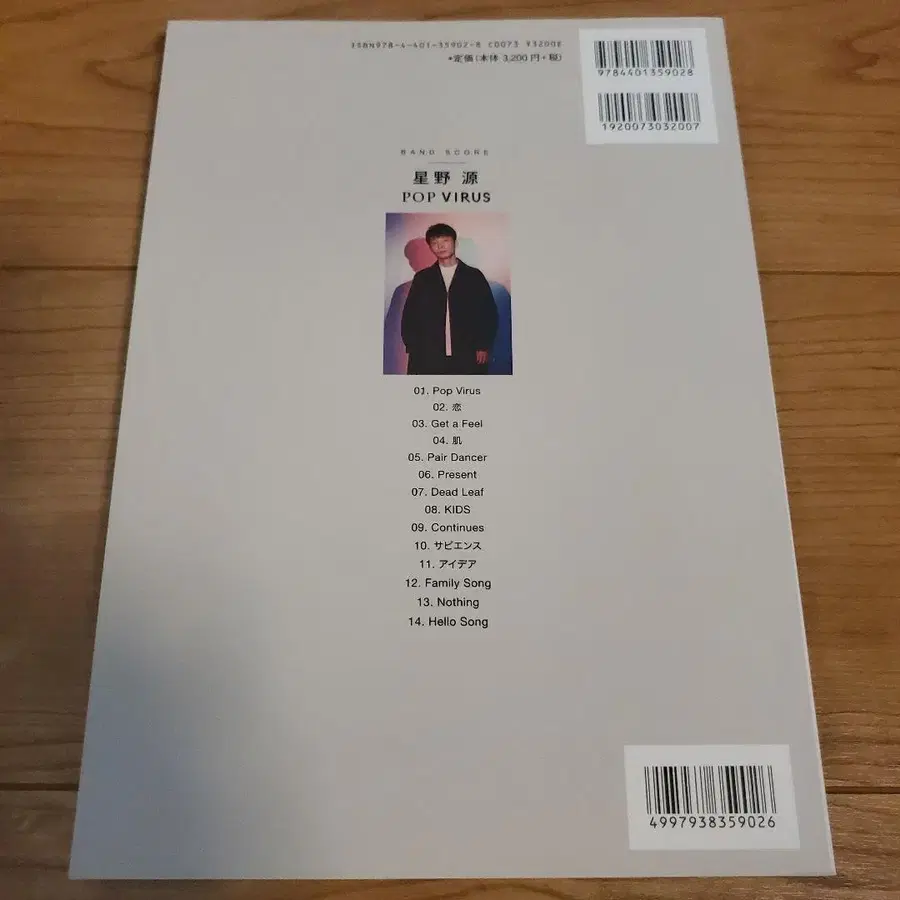 ISBN978-4-401-35902-8 C0073 ¥3200E
•定価(本体 3,200円+税)
9784401359028
1920073032007
BAND SCORE
星野 源
POP VIRUS
01. Pop Virus
02. 恋
03. Get a Feel
04. 肌
05. Pair Dancer
06. Present
07. Dead Leaf
08. KIDS
09. Continues
10. サピエンス
11. アイデア
12. Family Song
13. Nothing
14. Hello Song
4997938359026